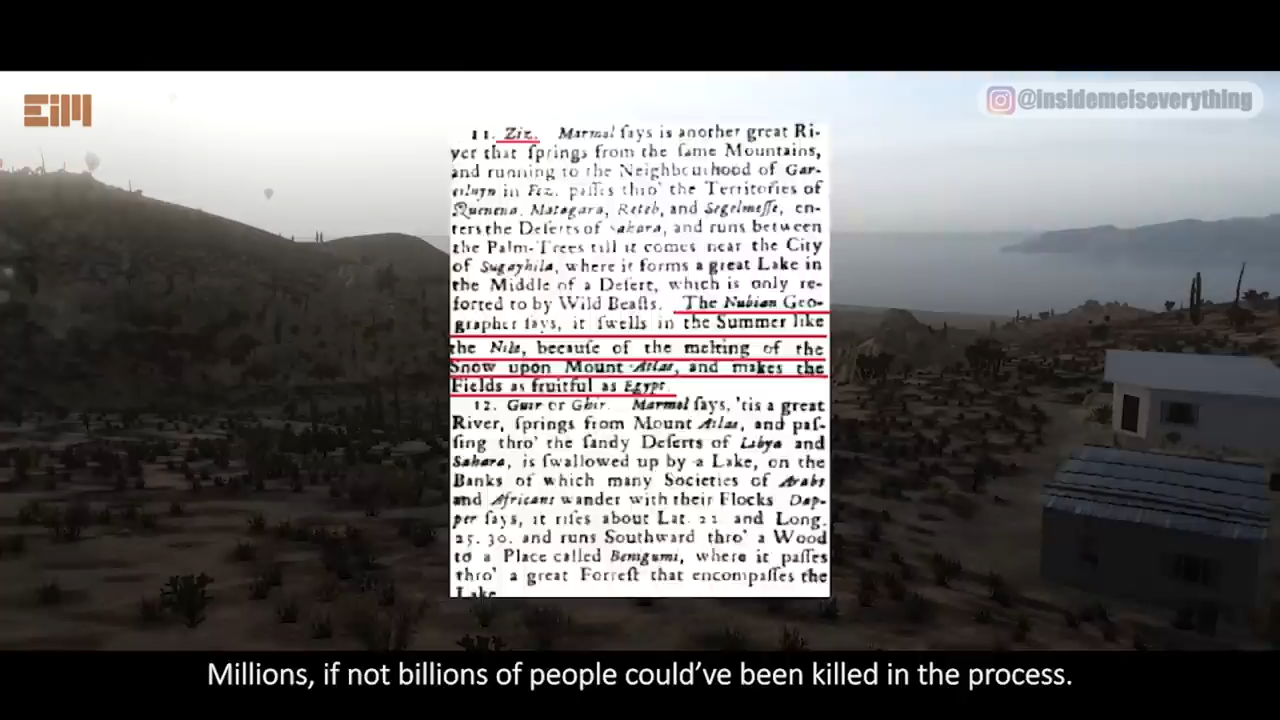 EiM
@insidemeiseverything
11. Ziz. Marmol ſays is another great Ri-
ver that ſprings from the ſame Mountains,
and running to the Neighbourhood of Gar-
in Fez. paſſes thro' the Territories of
Quenena, Matagara, Reteb, and Segelmeſſe, en-
ters the Deſerts of Sahara, and runs between
the Palm-Trees till it comes near the City
of Sugayhila, where it forms a great Lake in
the Middle of a Deſert, which is only re-
ſorted to by Wild Beaſts. The Nubian Geo-
grapher ſays, it ſwells in the Summer like
the Nile, becauſe of the melting of the
Snow upon Mount Atlas, and makes the
Fields as fruitful as Egypt.
12. Guir or Ghir. Marmol ſays, 'tis a great
River, ſprings from Mount Atlas, and paſ-
ſing thro' the ſandy Deſerts of Libya and
Sahara, is ſwallowed up by a Lake, on the
Banks of which many Societies of Arabs
and Africans wander with their Flocks Dap-
per ſays, it riſes about Lat. 22 and Long.
25. 30. and runs Southward thro' a Wood
to a Place called Benigumi, where it paſſes
thro' a great Forreſt that encompaſſes the
Lake
Millions, if not billions of people could’ve been killed in the process.